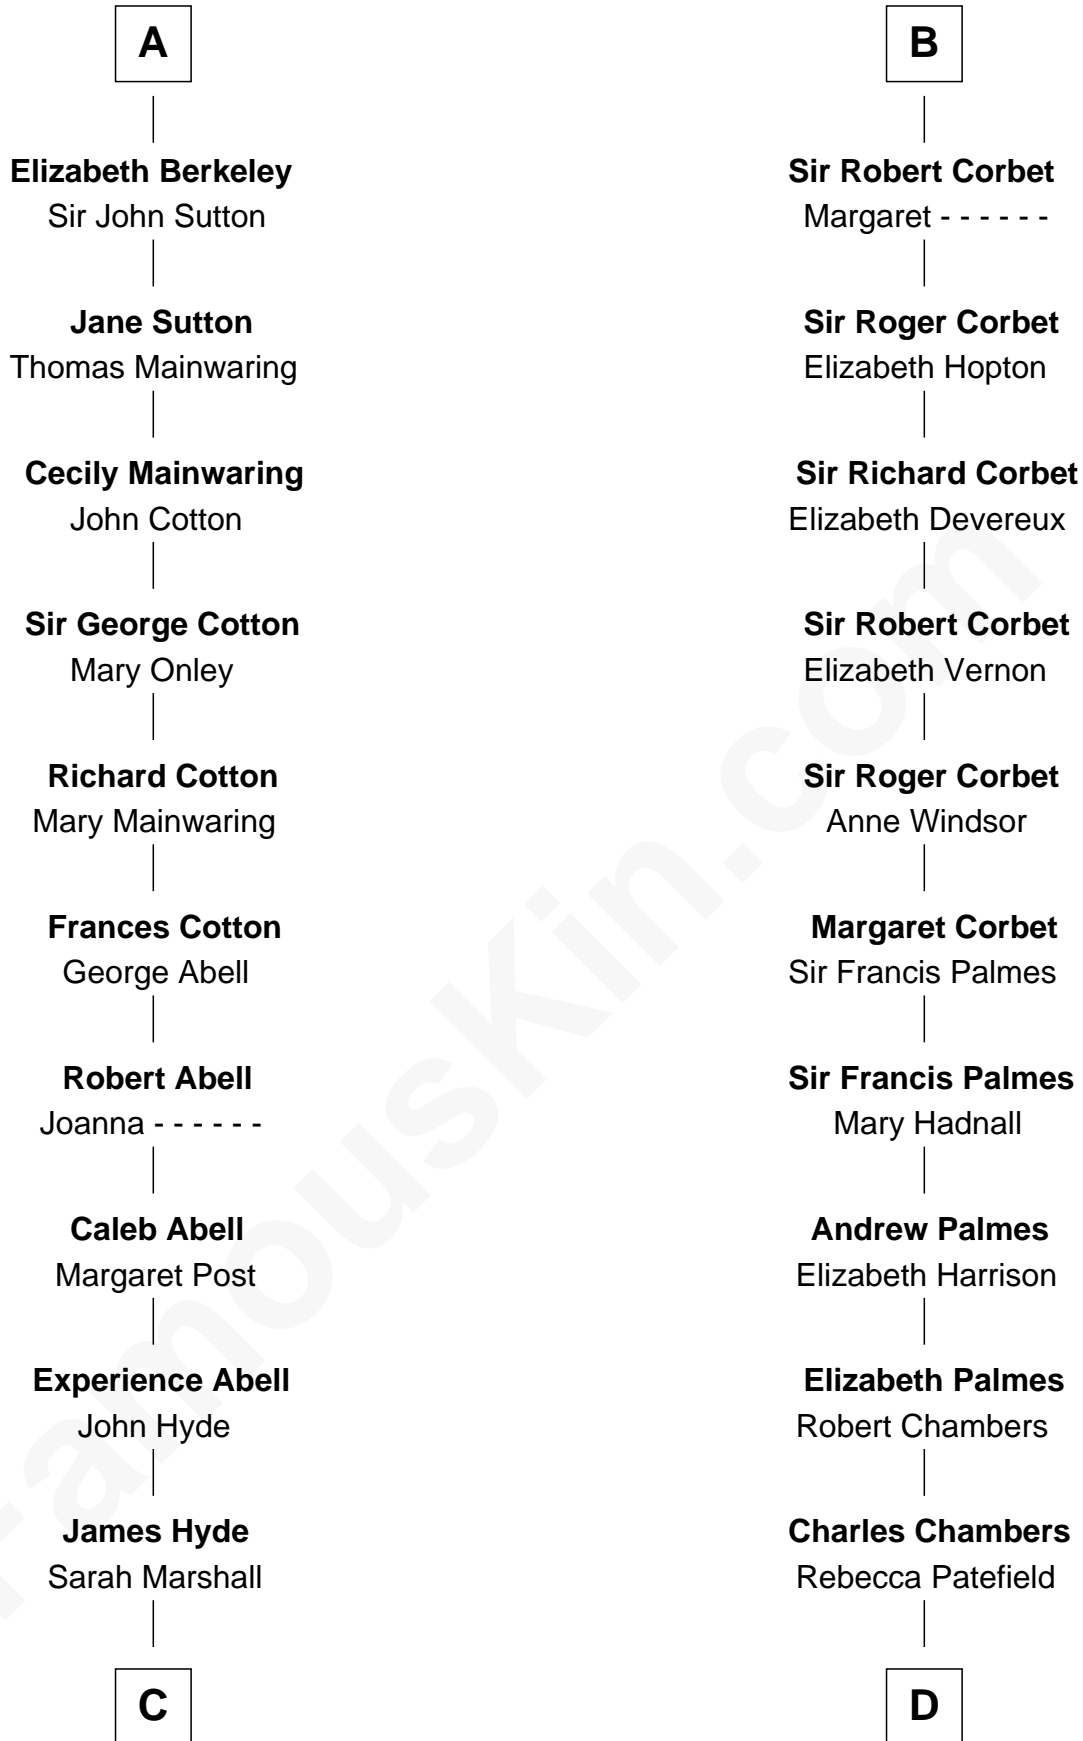 A
Elizabeth Berkeley
Sir John Sutton
Jane Sutton
Thomas Mainwaring
Cecily Mainwaring
John Cotton
Sir George Cotton
Mary Onley
Richard Cotton
Mary Mainwaring
Frances Cotton
George Abell
Robert Abell
Joanna - - - - - -
Caleb Abell
Margaret Post
Experience Abell
John Hyde
James Hyde
Sarah Marshall
C
B
Sir Robert Corbet
Margaret - - - - - -
Sir Roger Corbet
Elizabeth Hopton
Sir Richard Corbet
Elizabeth Devereux
Sir Robert Corbet
Elizabeth Vernon
Sir Roger Corbet
Anne Windsor
Margaret Corbet
Sir Francis Palmes
Sir Francis Palmes
Mary Hadnall
Andrew Palmes
Elizabeth Harrison
Elizabeth Palmes
Robert Chambers
Charles Chambers
Rebecca Patefield
D
FamousKin.com